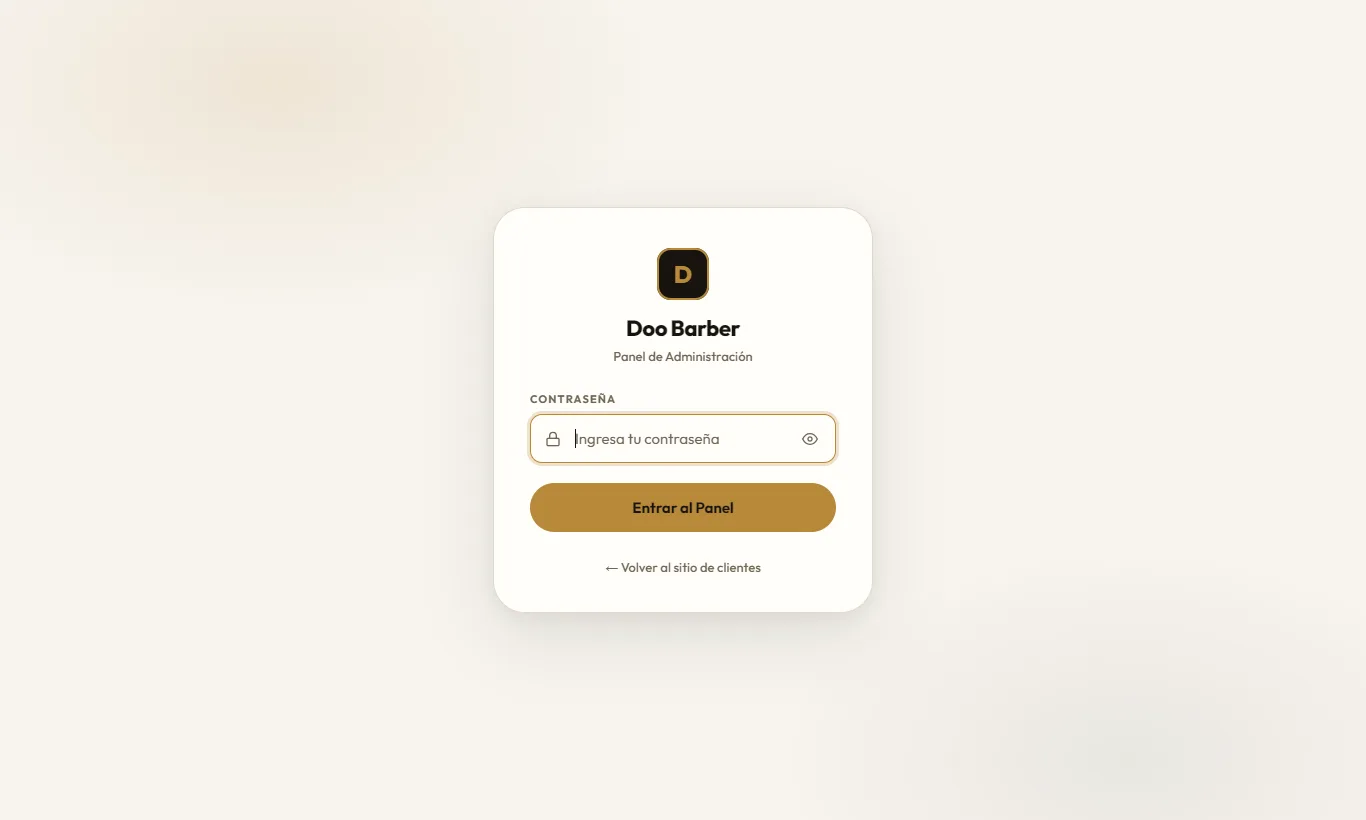 D
Doo Barber
Panel de Administración
CONTRASEÑA
Ingresa tu contraseña
Entrar al Panel
← Volver al sitio de clientes